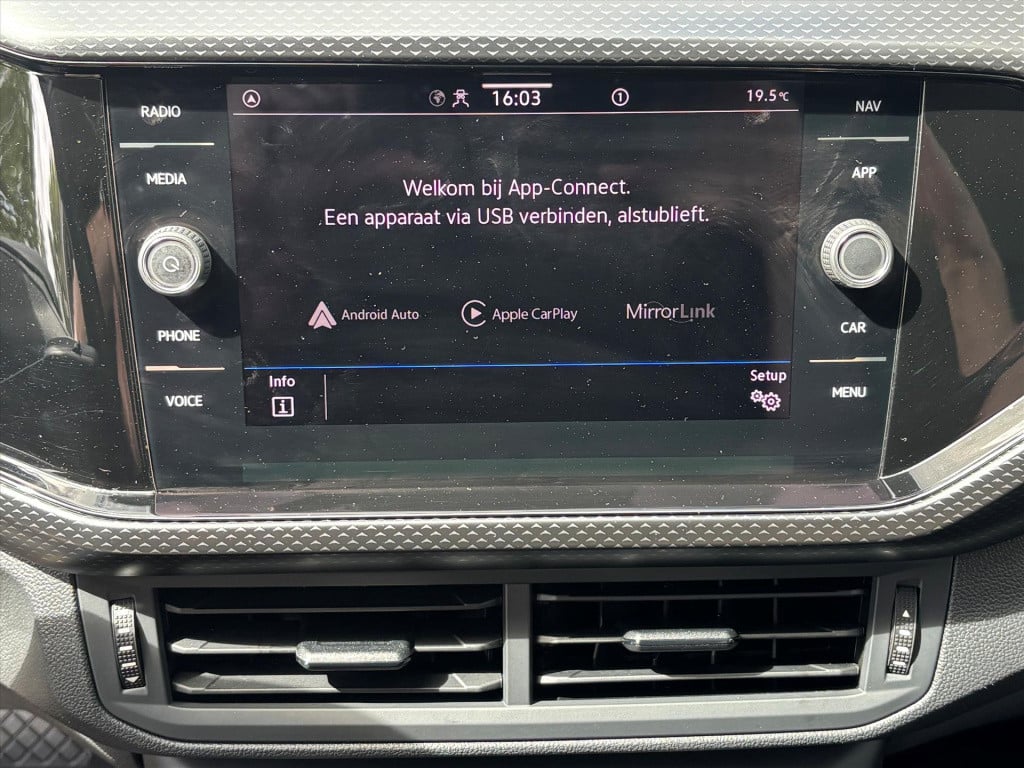 RADIO
MEDIA
PHONE
VOICE
16:03
1
19.5°C
Welkom bij App-Connect.
Een apparaat via USB verbinden, alstublieft.
Android Auto
Apple CarPlay
MirrorLink
Info
i
Setup
NAV
APP
CAR
MENU